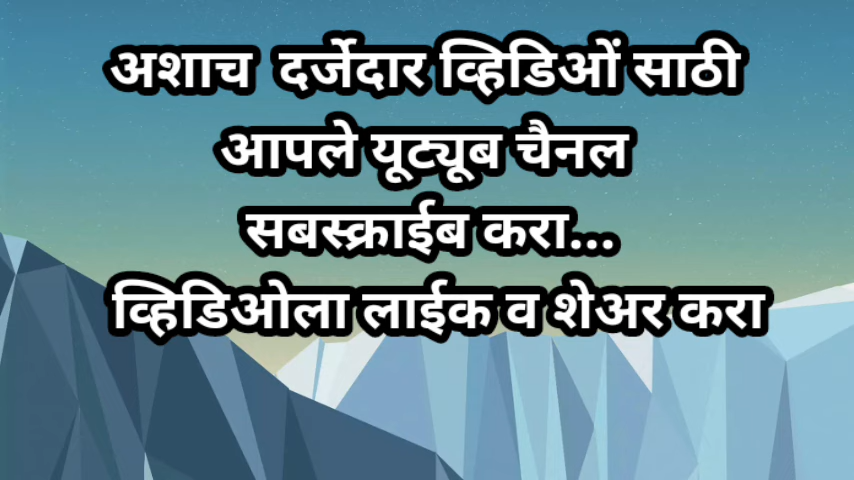 अशाच दर्जेदार व्हिडिओं साठी
आपले यूट्यूब चैनल
सबस्क्राईब करा...
व्हिडिओला लाईक व शेअर करा